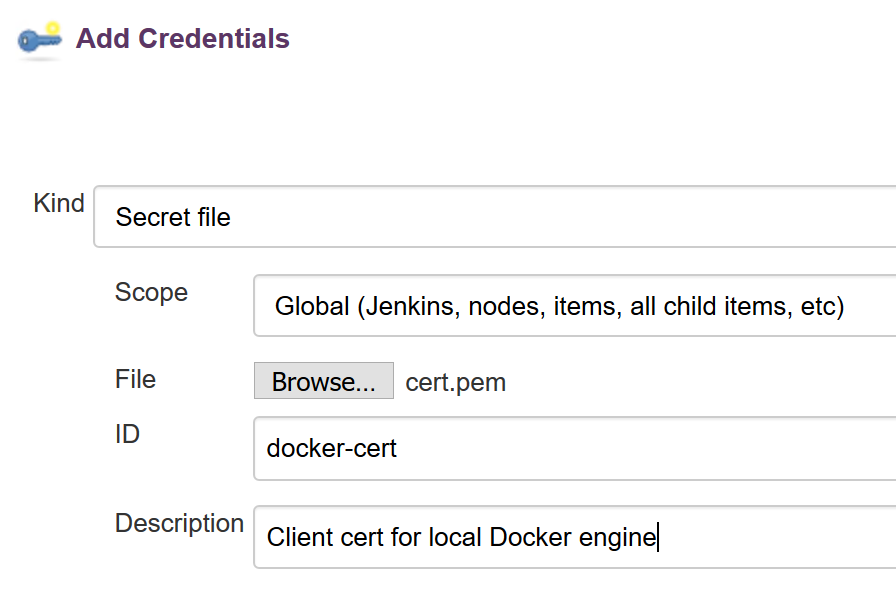 Add Credentials
Kind
Secret file
Scope
Global (Jenkins, nodes, items, all child items, etc)
File
Browse... cert.pem
ID
docker-cert
Description
Client cert for local Docker engine